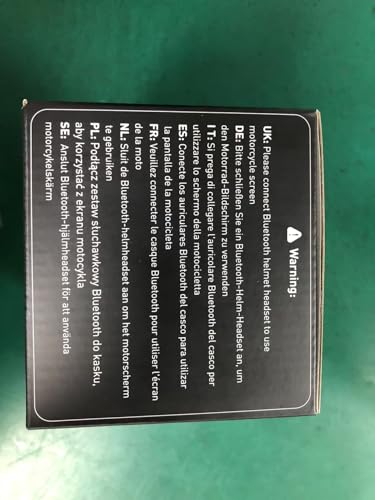 Warning:
UK: Please connect Bluetooth helmet headset to use
motorcycle screen
DE: Bitte schließen Sie ein Bluetooth-Helm-Headset an, um
den Motorrad-Bildschirm zu verwenden
IT: Si prega di collegare l'auricolare Bluetooth del casco per
utilizzare lo schermo della motocicletta
ES: Conecte los auriculares Bluetooth del casco para utilizar
la pantalla de la motocicleta
FR: Veuillez connecter le casque Bluetooth pour utiliser l'écran
de la moto
NL: Sluit de Bluetooth-helmheadset aan om het motorscherm
te gebruiken
PL: Podłącz zestaw słuchawkowy Bluetooth do kasku,
aby korzystać z ekranu motocykla
SE: Anslut Bluetooth-hjälmheadset för att använda
motorcykelskärm